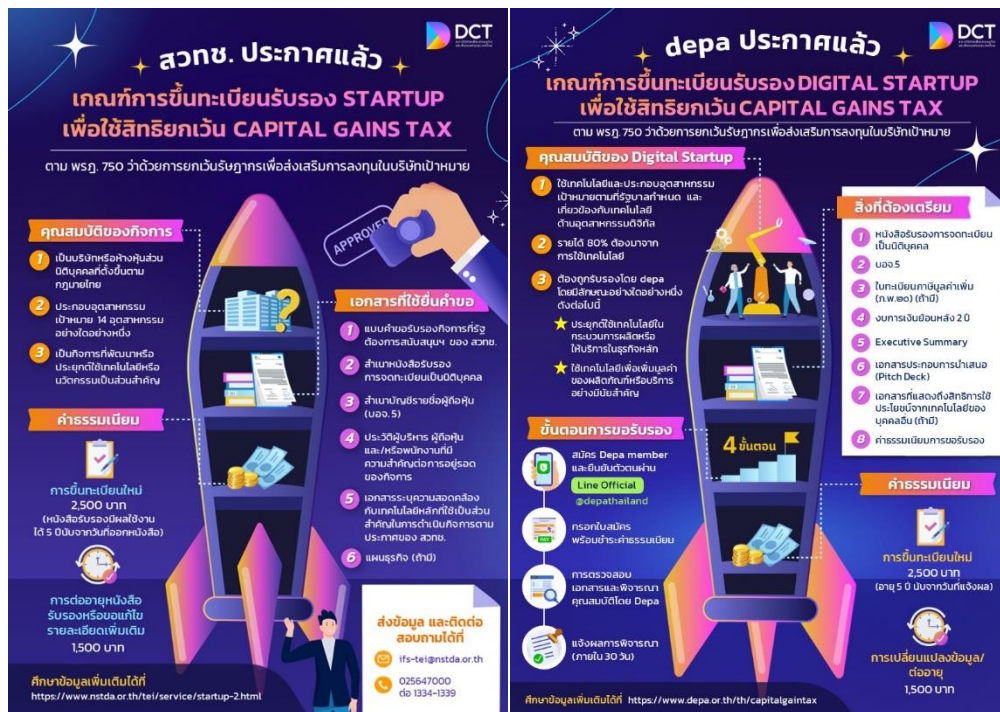 DCT
สวทช. ประกาศแล้ว
เกณฑ์การขึ้นทะเบียนรับรอง STARTUP
เพื่อใช้สิทธิยกเว้น CAPITAL GAINS TAX
ตาม พรฎ. 750 ว่าด้วยการยกเว้นรัษฎากรเพื่อส่งเสริมการลงทุนในบริษัทเป้าหมาย
APPROVED
คุณสมบัติของกิจการ
1 เป็นบริษัทหรือห้างหุ้นส่วน
นิติบุคคลที่ตั้งขึ้นตาม
กฎหมายไทย
2 ประกอบอุตสาหกรรม
เป้าหมาย 14 อุตสาหกรรม
อย่างใดอย่างหนึ่ง
3 เป็นกิจการที่พัฒนาหรือ
ประยุกต์ใช้เทคโนโลยีหรือ
นวัตกรรมเป็นส่วนสำคัญ
ค่าธรรมเนียม
การขึ้นทะเบียนใหม่
2,500 บาท
(หนังสือรับรองมีผลใช้งาน
ได้ 5 ปีนับจากวันที่ออกหนังสือ)
การต่ออายุหนังสือ
รับรองหรือขอแก้ไข
รายละเอียดเพิ่มเติม
1,500 บาท
เอกสารที่ใช้ยื่นคำขอ
1 แบบคำขอรับรองกิจการที่รัฐ
ต้องการสนับสนุนฯ ของ สวทช.
2 สำเนาหนังสือรับรอง
การจดทะเบียนเป็นนิติบุคคล
3 สำเนาบัญชีรายชื่อผู้ถือหุ้น
(บอจ. 5)
4 ประวัติผู้บริหาร ผู้ถือหุ้น
และ/หรือพนักงานที่มี
ความสำคัญต่อการอยู่รอด
ของกิจการ
5 เอกสารระบุความสอดคล้อง
กับเทคโนโลยีหลักที่ใช้เป็นส่วน
สำคัญในการดำเนินกิจการตาม
ประกาศของ สวทช.
6 แผนธุรกิจ (ถ้ามี)
ส่งข้อมูล และติดต่อ
สอบถามได้ที่
ifs-tei@nstda.or.th
025647000
ต่อ 1334-1339
ศึกษาข้อมูลเพิ่มเติมได้ที่
https://www.nstda.or.th/tei/service/startup-2.html
DCT
depa ประกาศแล้ว
เกณฑ์การขึ้นทะเบียนรับรอง DIGITAL STARTUP
เพื่อใช้สิทธิยกเว้น CAPITAL GAINS TAX
ตาม พรฎ. 750 ว่าด้วยการยกเว้นรัษฎากรเพื่อส่งเสริมการลงทุนในบริษัทเป้าหมาย
คุณสมบัติของ Digital Startup
1 ใช้เทคโนโลยีและประกอบอุตสาหกรรม
เป้าหมายตามที่รัฐบาลกำหนด และ
เกี่ยวข้องกับเทคโนโลยี
ด้านอุตสาหกรรมดิจิทัล
2 รายได้ 80% ต้องมาจาก
การใช้เทคโนโลยี
3 ต้องถูกรับรองโดย depa
โดยมีลักษณะอย่างใดอย่างหนึ่ง
ดังต่อไปนี้
ประยุกต์ใช้เทคโนโลยีใน
กระบวนการผลิตหรือ
ให้บริการในธุรกิจหลัก
ใช้เทคโนโลยีเพื่อเพิ่มมูลค่า
ของผลิตภัณฑ์หรือบริการ
อย่างมีนัยสำคัญ
ขั้นตอนการขอรับรอง
สมัคร Depa member
และยืนยันตัวตนผ่าน
Line Official
@depathailand
PAY
กรอกใบสมัคร
พร้อมชำระค่าธรรมเนียม
การตรวจสอบ
เอกสารและพิจารณา
คุณสมบัติโดย Depa
แจ้งผลการพิจารณา
(ภายใน 30 วัน)
4 ขั้นตอน
สิ่งที่ต้องเตรียม
1 หนังสือรับรองการจดทะเบียน
เป็นนิติบุคคล
2 บอจ.5
3 ใบทะเบียนภาษีมูลค่าเพิ่ม
(ภ.พ.๒๐) (ถ้ามี)
4 งบการเงินย้อนหลัง 2 ปี
5 Executive Summary
6 เอกสารประกอบการนำเสนอ
(Pitch Deck)
7 เอกสารที่แสดงถึงสิทธิการใช้
ประโยชน์จากเทคโนโลยีของ
บุคคลอื่น (ถ้ามี)
8 ค่าธรรมเนียมการขอรับรอง
ค่าธรรมเนียม
การขึ้นทะเบียนใหม่
2,500 บาท
(อายุ 5 ปี นับจากวันที่แจ้งผล)
การเปลี่ยนแปลงข้อมูล/
ต่ออายุ
1,500 บาท
ศึกษาข้อมูลเพิ่มเติมได้ที่ https://www.depa.or.th/th/capitalgaintax